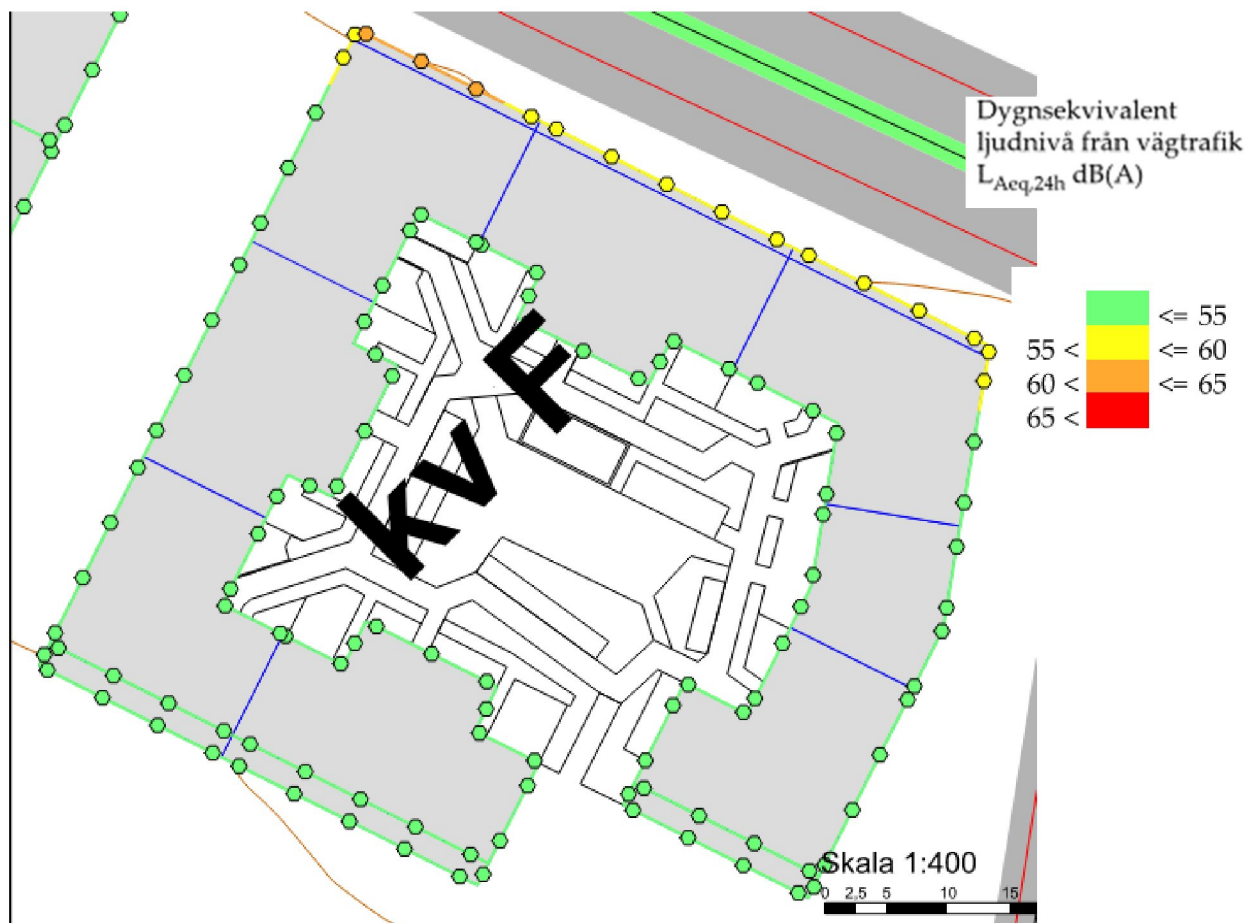 Dygnsekvivalent
ljudnivå från vägtrafik
LAeq,24h dB(A)
<= 55
55 < <= 60
60 < <= 65
65 <
kv F
Skala 1:400
0 2,5 5 10 15